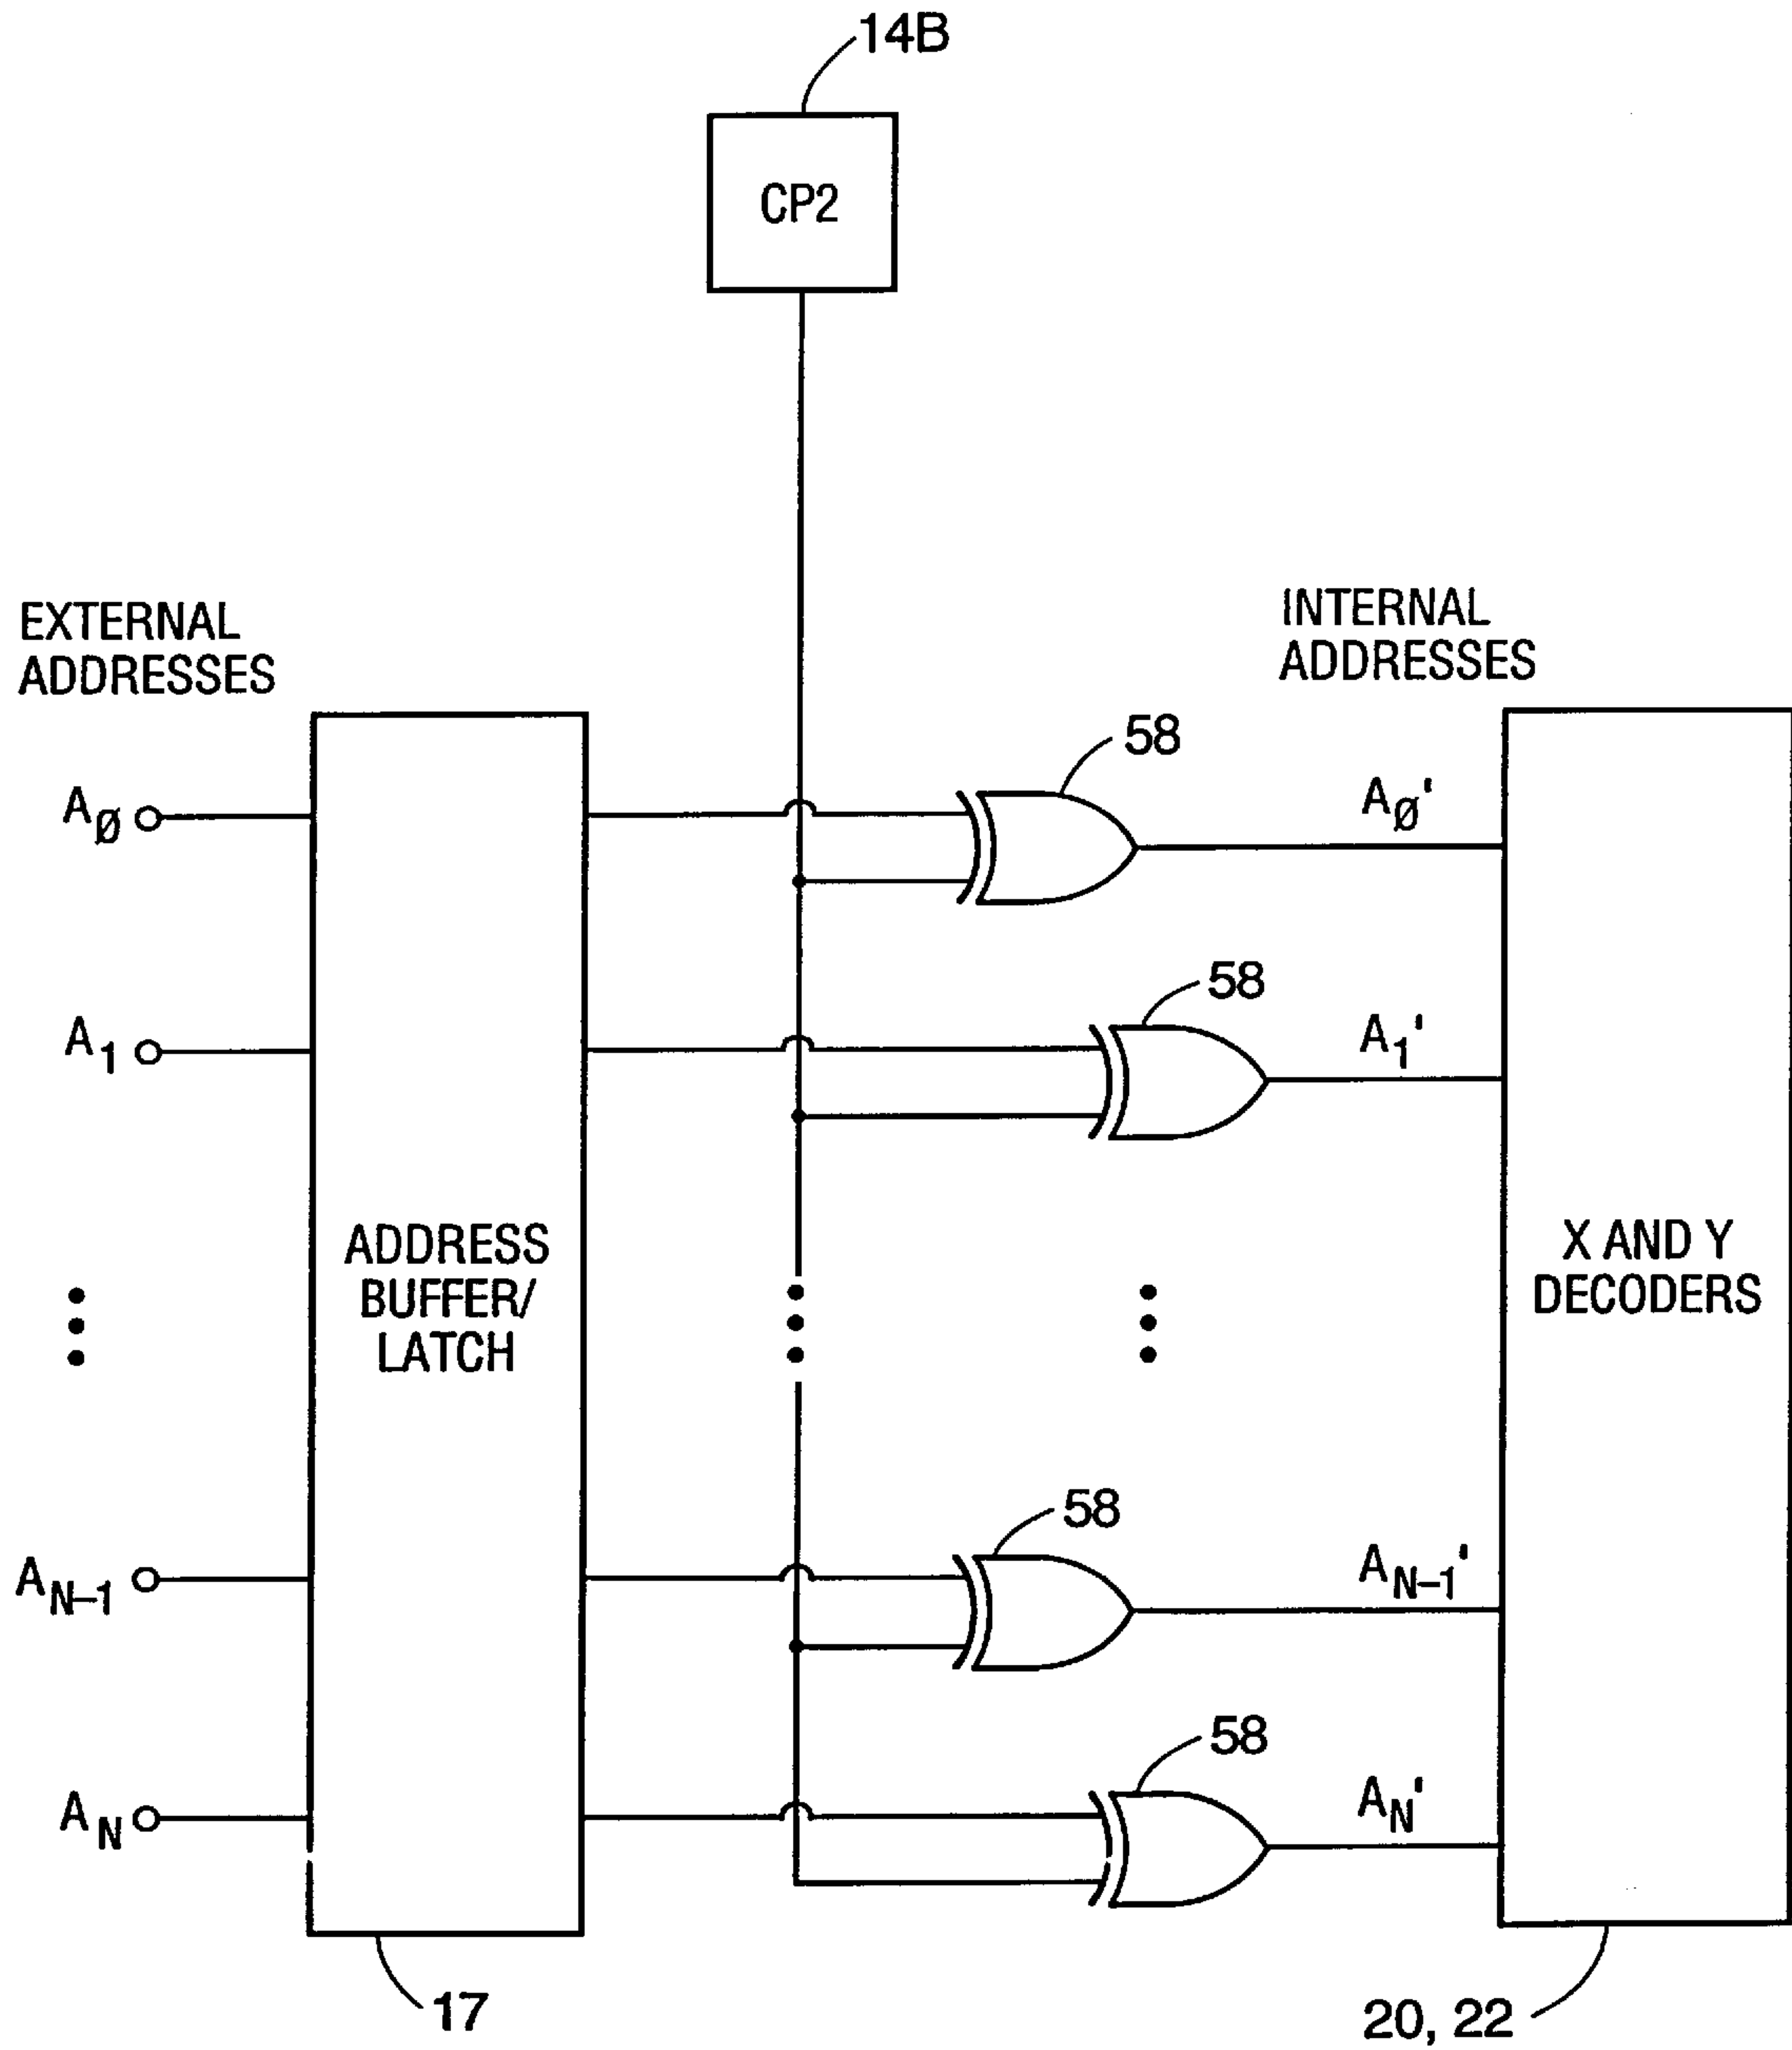 14B
CP2
EXTERNAL
ADDRESSES
INTERNAL
ADDRESSES
58
AØ
AØ'
58
A1
A1'
ADDRESS
BUFFER/
LATCH
X AND Y
DECODERS
58
AN–1
AN–1'
58
AN
AN'
17
20, 22